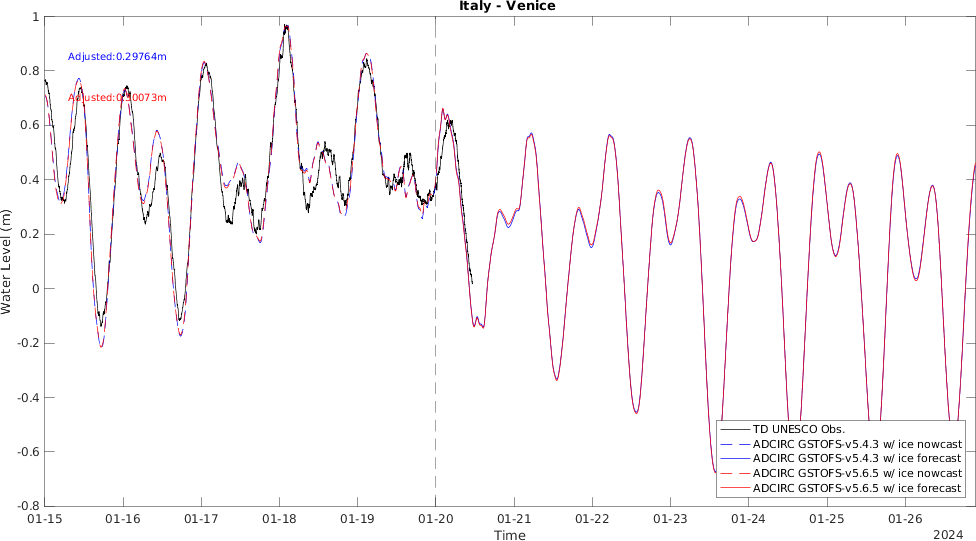 Italy - Venice
Water Level (m)
1
0.8
0.6
0.4
0.2
0
-0.2
-0.4
-0.6
-0.8
Adjusted:0.29764m
Adjusted:0.30073m
TD UNESCO Obs.
ADCIRC GSTOFS-v5.4.3 w/ ice nowcast
ADCIRC GSTOFS-v5.4.3 w/ ice forecast
ADCIRC GSTOFS-v5.6.5 w/ ice nowcast
ADCIRC GSTOFS-v5.6.5 w/ ice forecast
01-15 01-16 01-17 01-18 01-19 01-20 01-21 01-22 01-23 01-24 01-25 01-26
Time
2024